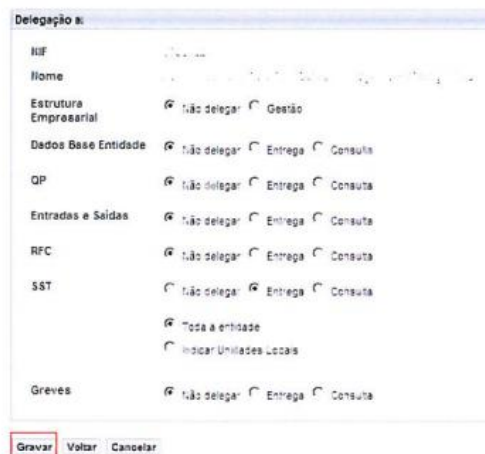 Delegação a:
NIF
Nome
Estrutura Empresarial Não delegar Gestão
Dados Base Entidade Não delegar Entrega Consulta
QP Não delegar Entrega Consulta
Entradas e Saídas Não delegar Entrega Consulta
RFC Não delegar Entrega Consulta
SST Não delegar Entrega Consulta
Toda a entidade
Indicar Unidades Locais
Greves Não delegar Entrega Consulta
Gravar Voltar Cancelar